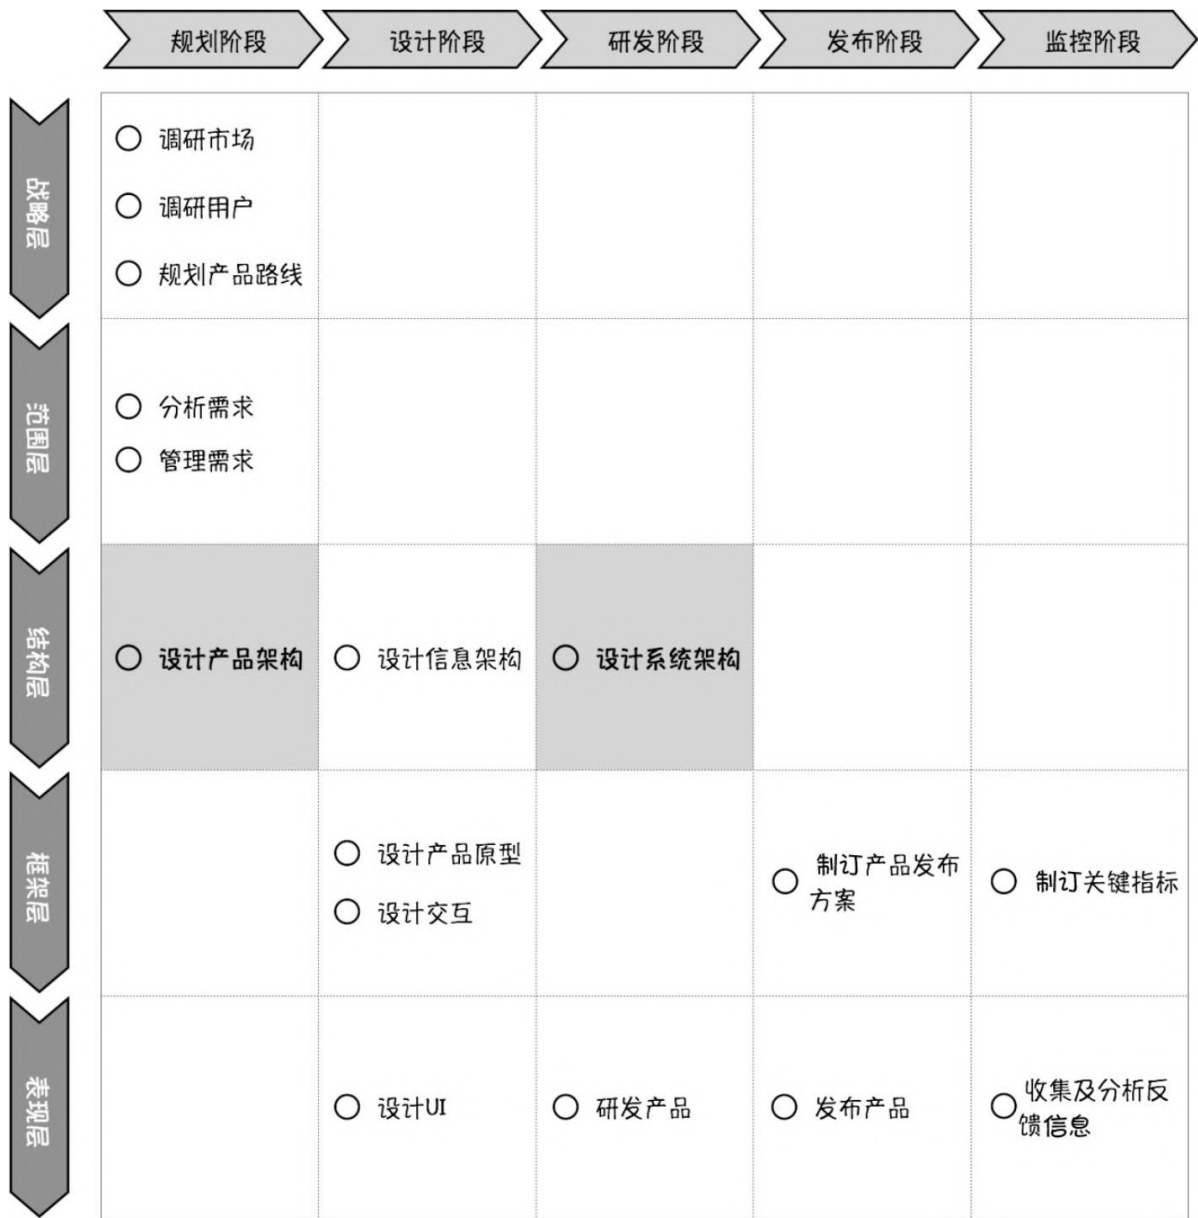 规划阶段
设计阶段
研发阶段
发布阶段
监控阶段
战略层
调研市场
调研用户
规划产品路线
范围层
分析需求
管理需求
结构层
设计产品架构
设计信息架构
设计系统架构
框架层
设计产品原型
设计交互
制订产品发布
方案
制订关键指标
表现层
设计UI
研发产品
发布产品
收集及分析反
馈信息